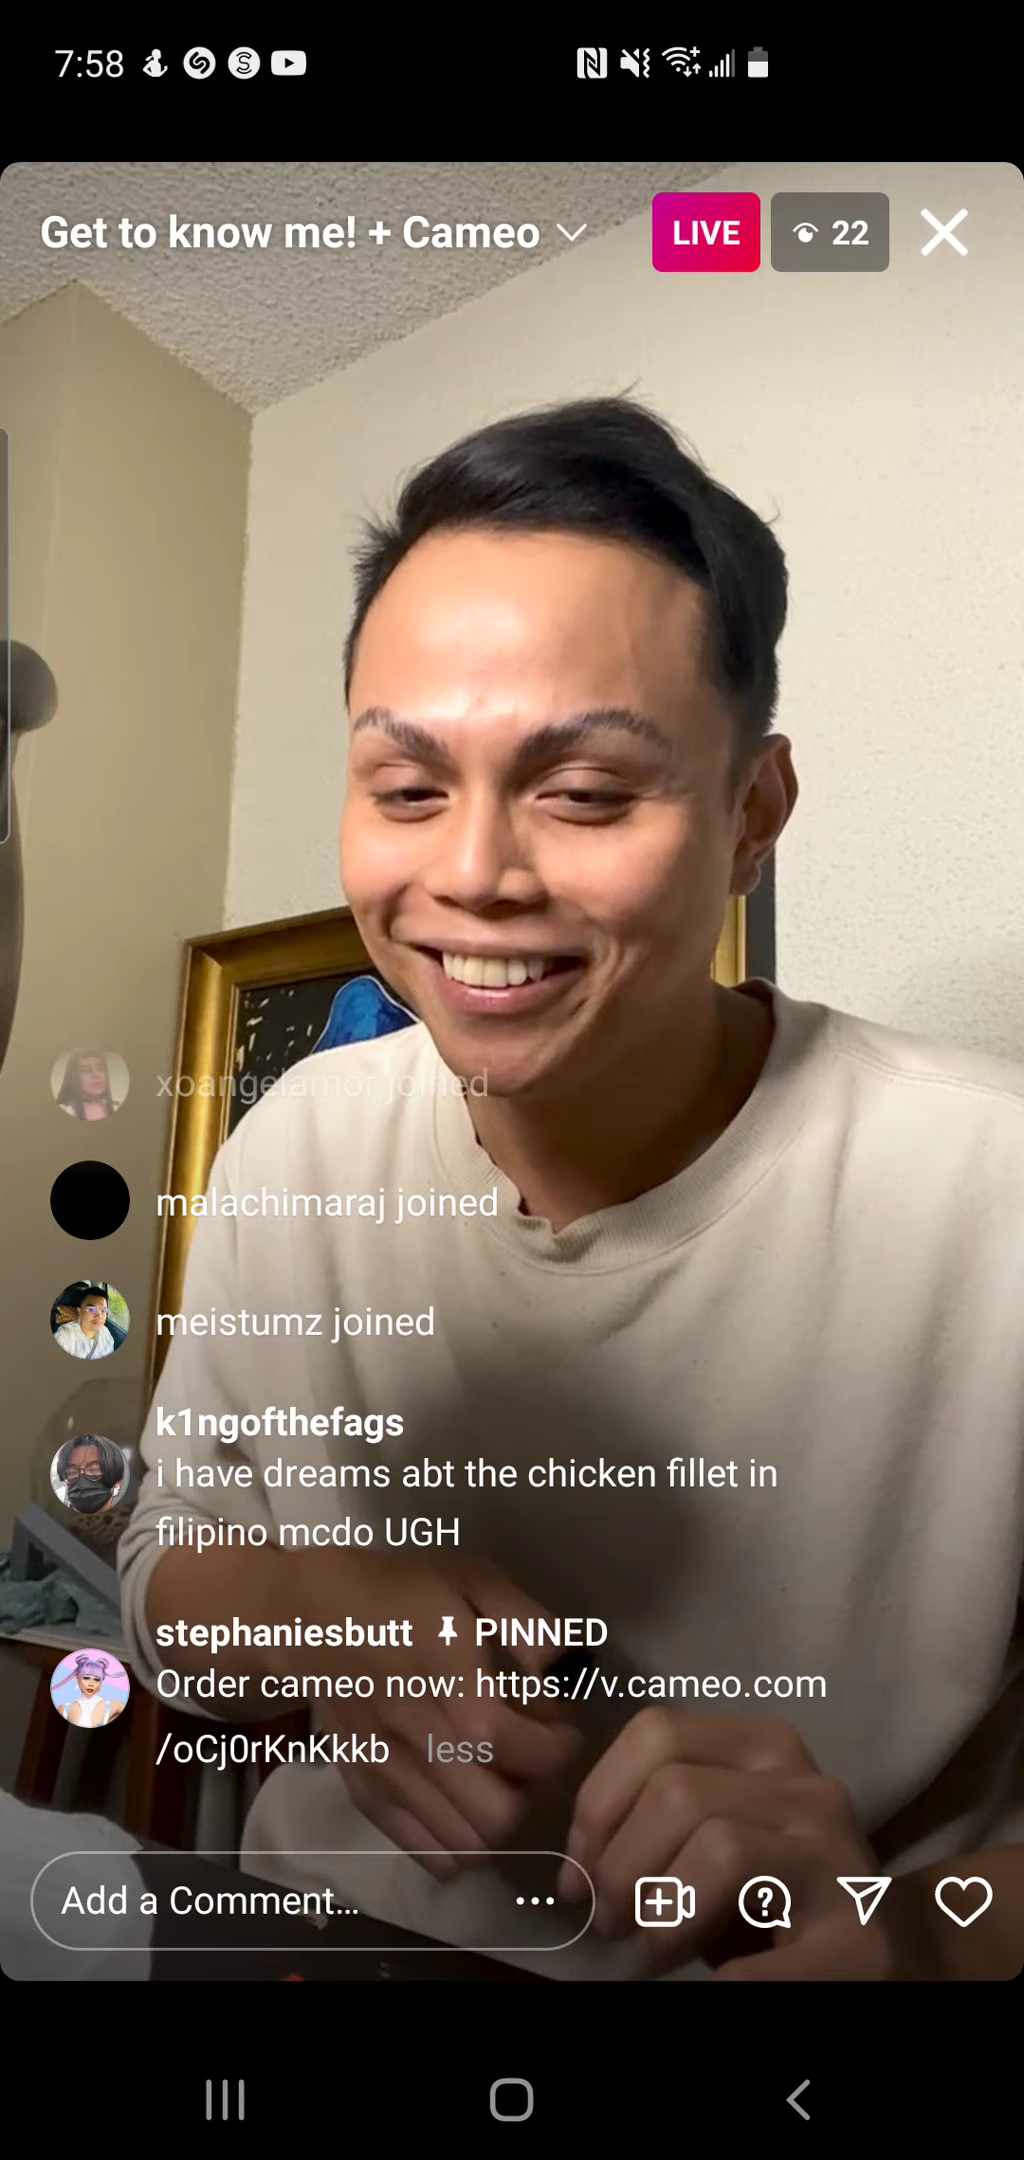 7:58
Get to know me! + Cameo
LIVE
22
xoangelamor joined
malachimaraj joined
meistumz joined
k1ngofthefags
i have dreams abt the chicken fillet in
filipino mcdo UGH
stephaniesbutt PINNED
Order cameo now: https://v.cameo.com
/oCj0rKnKkkb less
Add a Comment...